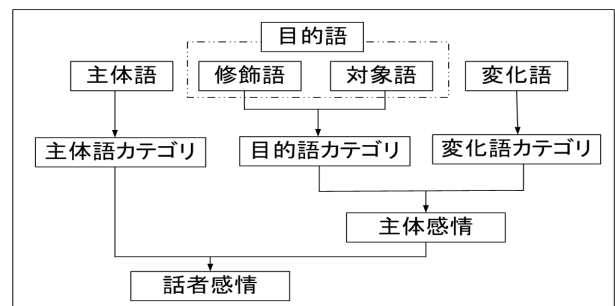 目的語
主体語
修飾語
対象語
変化語
主体語カテゴリ
目的語カテゴリ
変化語カテゴリ
主体感情
話者感情